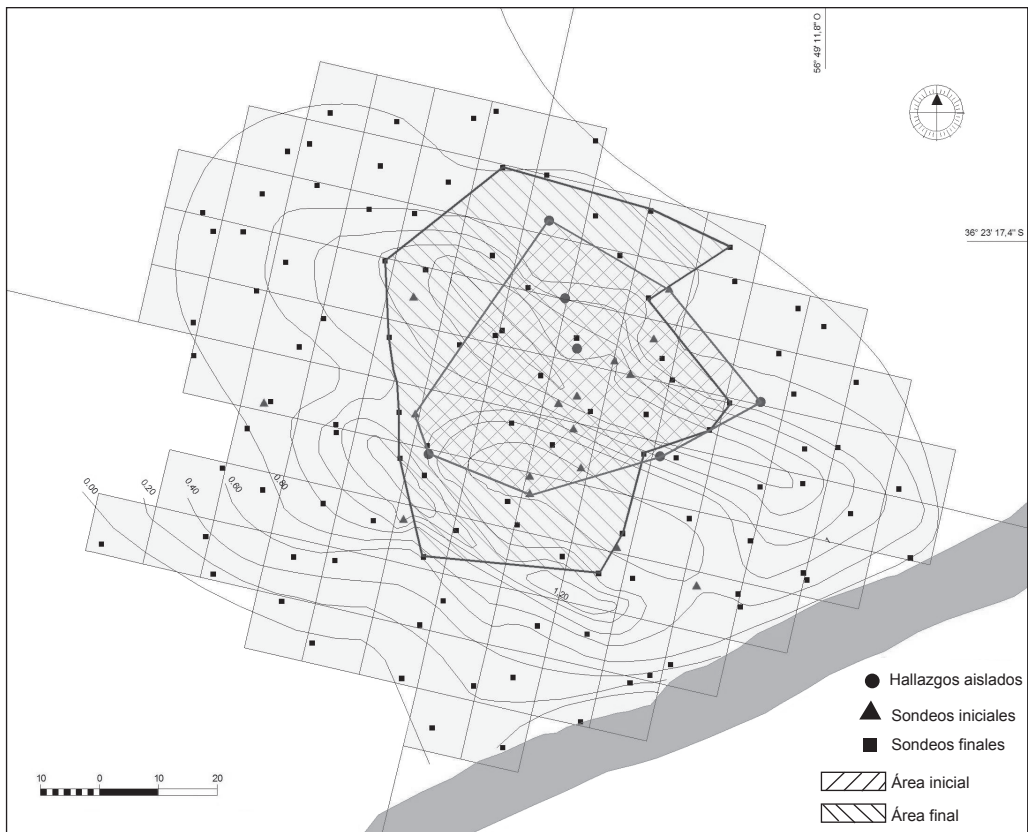 56° 49' 11,8" O
36° 23' 17,4" S
0.00
0.20
0.40
0.60
0.80
1
1.20
Hallazgos aislados
Sondeos iniciales
Sondeos finales
Área inicial
Área final
10 0 10 20